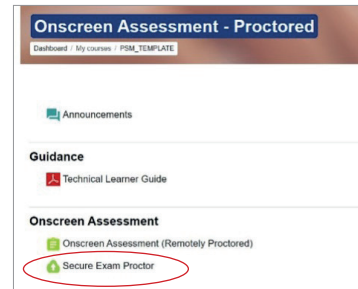 Onscreen Assessment - Proctored
Dashboard / My courses / PSM_TEMPLATE
Announcements
Guidance
Technical Learner Guide
Onscreen Assessment
Onscreen Assessment (Remotely Proctored)
Secure Exam Proctor